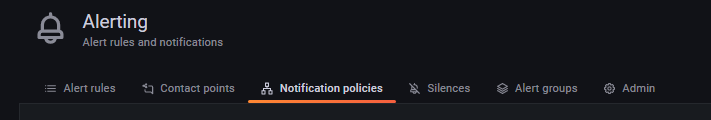 Alerting
Alert rules and notifications
Alert rules Contact points Notification policies Silences Alert groups Admin